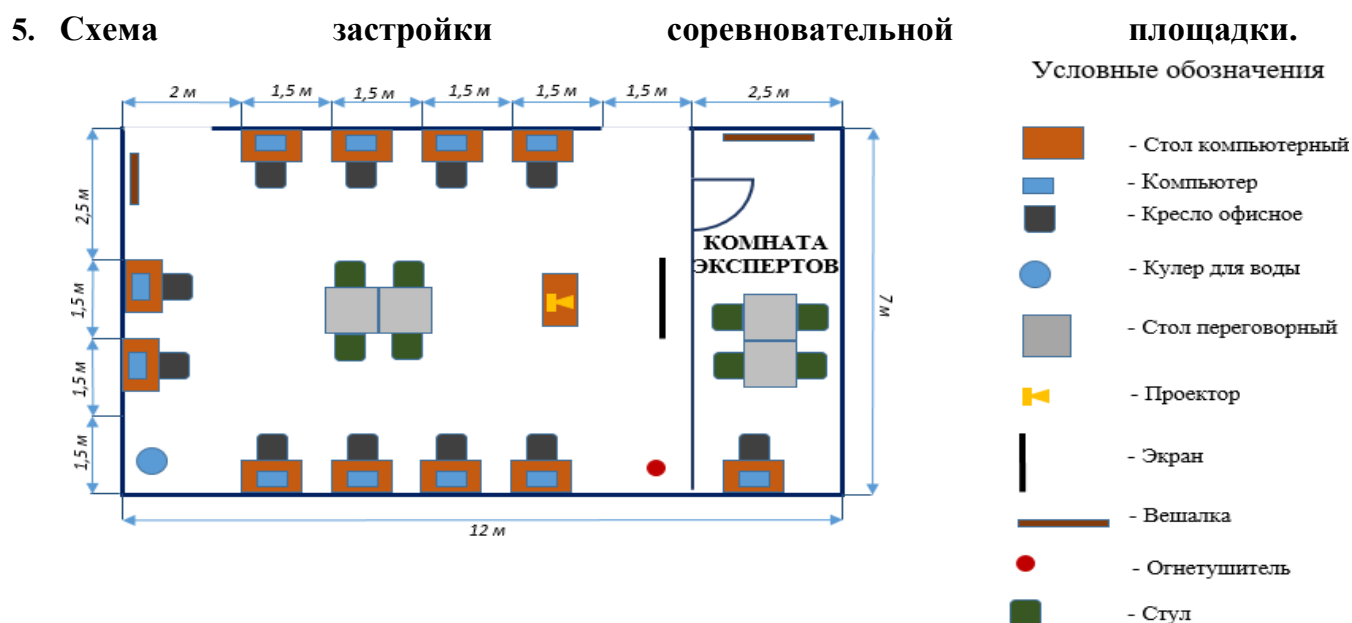 5. Схема застройки соревновательной площадки.
Условные обозначения
2 м
1,5 м
1,5 м
1,5 м
1,5 м
1,5 м
2,5 м
2,5 м
1,5 м
1,5 м
1,5 м
КОМНАТА
ЭКСПЕРТОВ
7 м
12 м
- Стол компьютерный
- Компьютер
- Кресло офисное
- Кулер для воды
- Стол переговорный
- Проектор
- Экран
- Вешалка
- Огнетушитель
- Стул